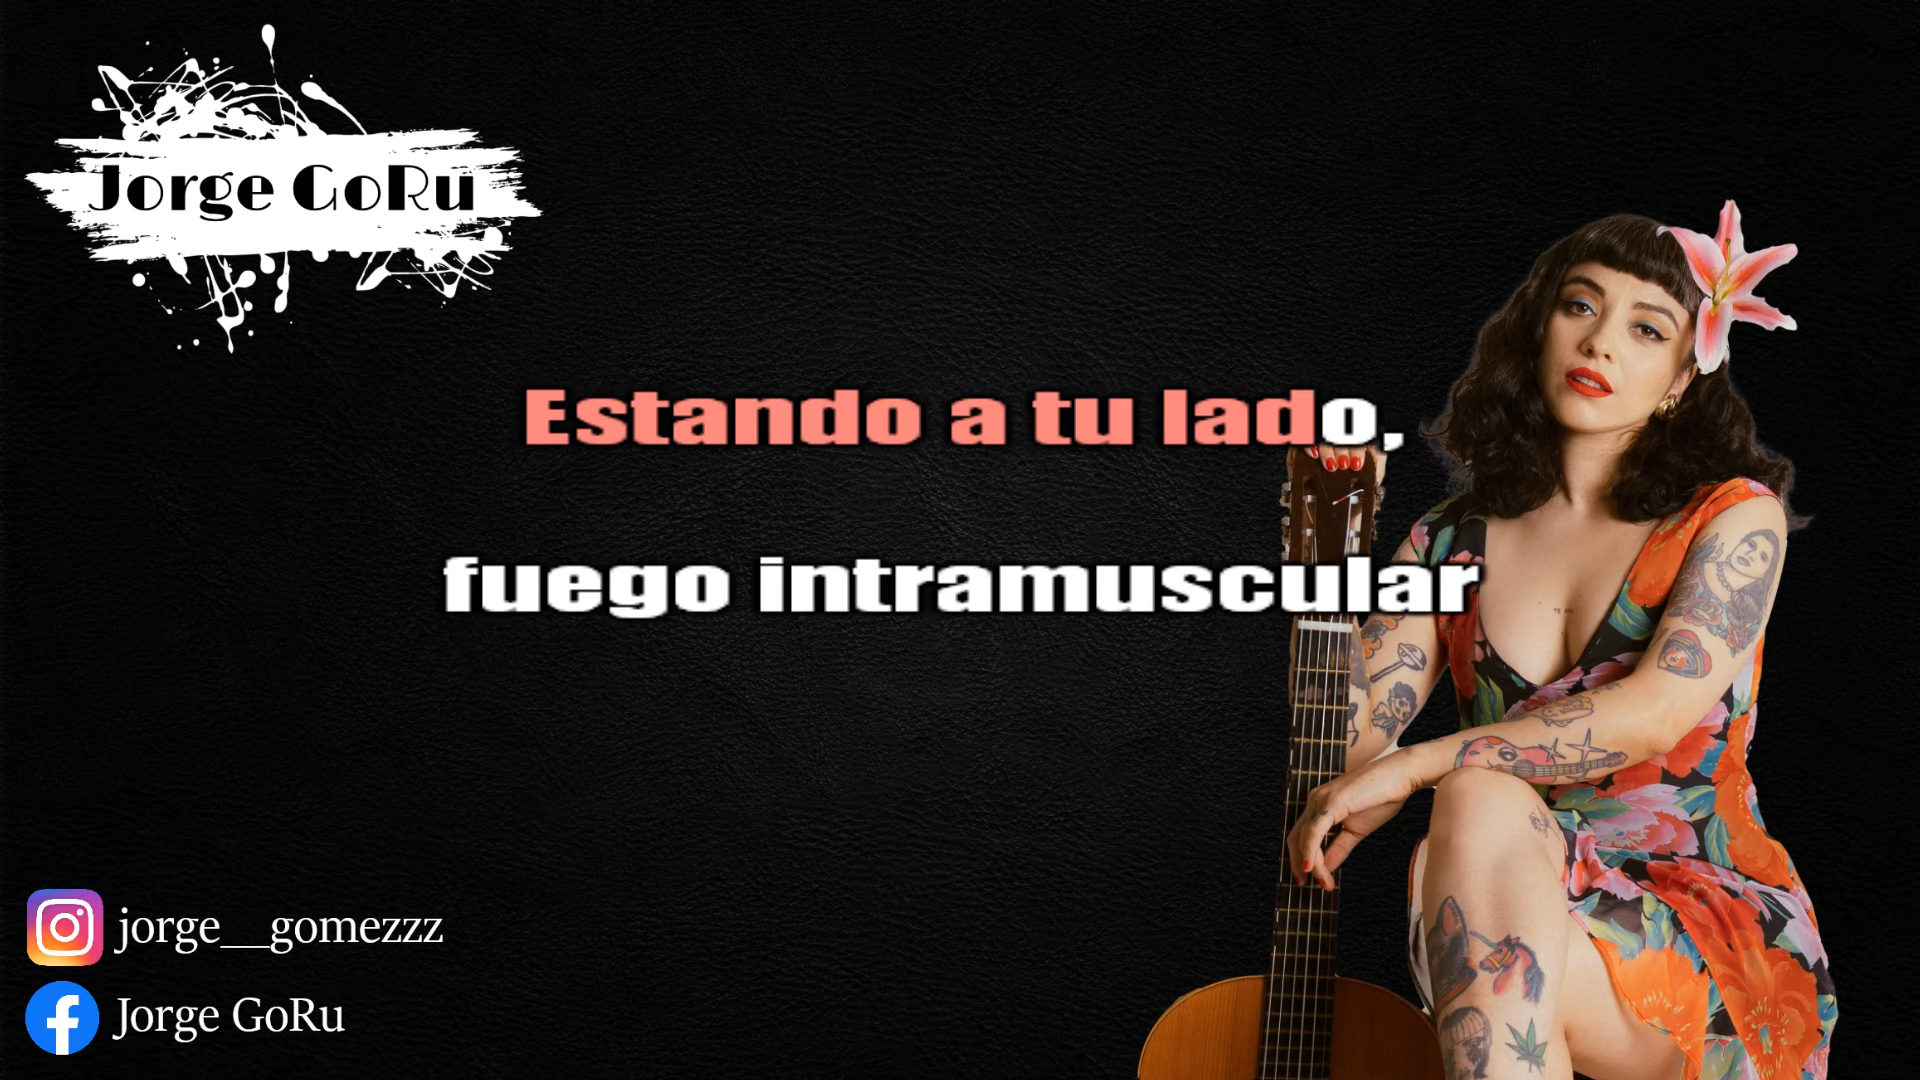 Jorge GoRu
Estando a tu lado,
fuego intramuscular
jorge__gomezzz
Jorge GoRu